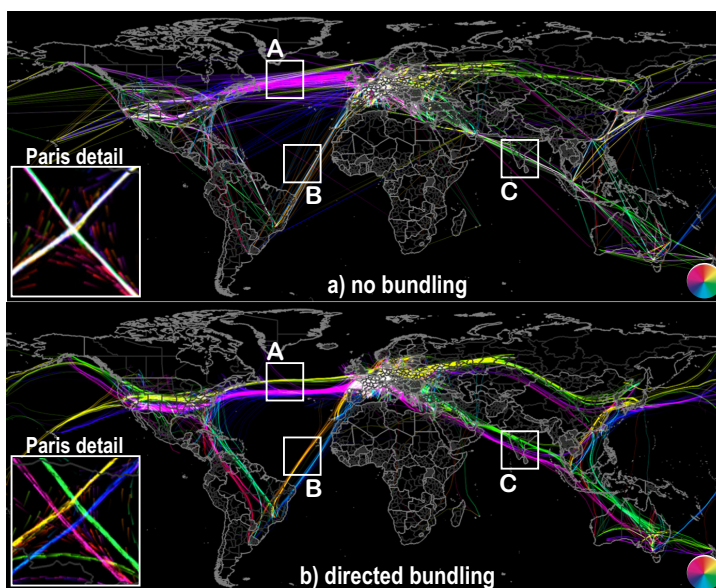 A
B
C
Paris detail
a) no bundling
A
B
C
Paris detail
b) directed bundling